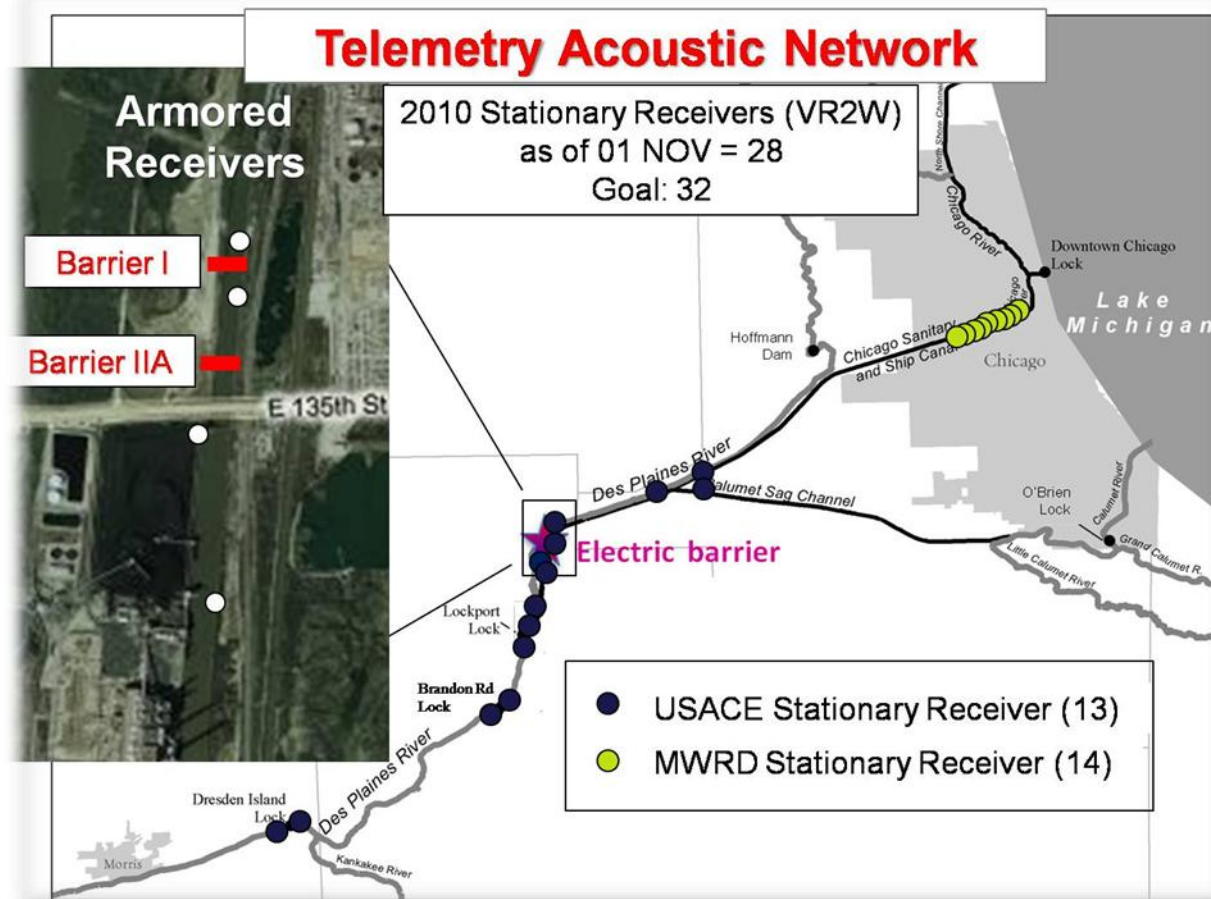 Telemetry Acoustic Network
Armored
Receivers
2010 Stationary Receivers (VR2W)
as of 01 NOV = 28
Goal: 32
Barrier I
Barrier IIA
E 135th St
North Shore Channel
Chicago River
Downtown Chicago
Lock
Lake
Michigan
Hoffmann
Dam
Chicago Sanitary
and Ship Canal
Chicago
Des Plaines River
Calumet Sag Channel
O'Brien
Lock
Calumet River
Grand Calumet R.
Little Calumet River
Electric barrier
Lockport
Lock
Brandon Rd
Lock
USACE Stationary Receiver (13)
MWRD Stationary Receiver (14)
Des Plaines River
Dresden Island
Lock
Kankakee River
Morris